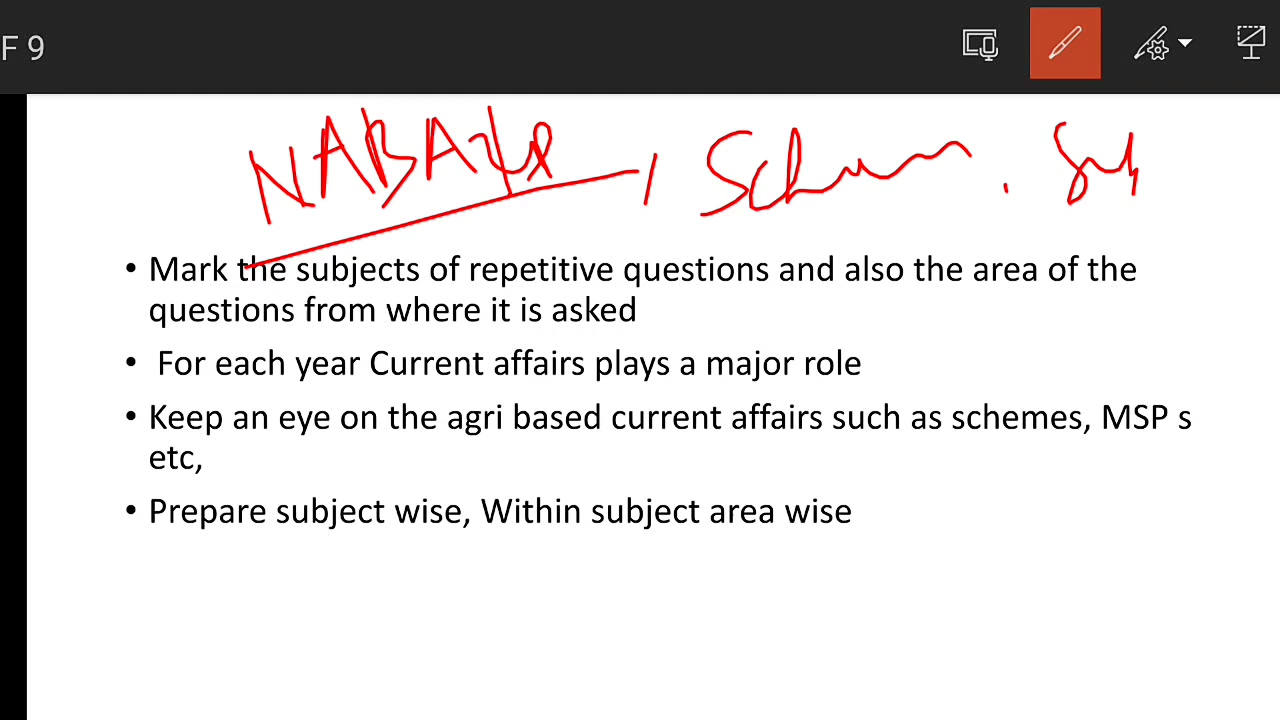 F 9
NABARD, Schemes. Sub
• Mark the subjects of repetitive questions and also the area of the
questions from where it is asked
• For each year Current affairs plays a major role
• Keep an eye on the agri based current affairs such as schemes, MSP s
etc,
• Prepare subject wise, Within subject area wise